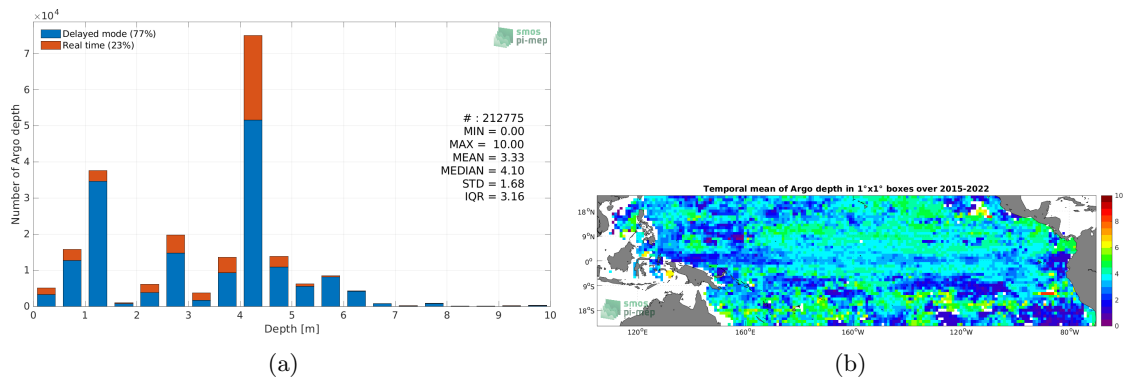 ×10⁴
Delayed mode (77%)
Real time (23%)
smos
pi-mep
Number of Argo depth
7
6
5
4
3
2
1
0
# : 212775
MIN = 0.00
MAX = 10.00
MEAN = 3.33
MEDIAN = 4.10
STD = 1.68
IQR = 3.16
0 1 2 3 4 5 6 7 8 9 10
Depth [m]
(a)
Temporal mean of Argo depth in 1°x1° boxes over 2015-2022
18°N
9°N
0°
9°S
18°S
smos
pi-mep
120°E 160°E 160°W 120°W 80°W
10
8
6
4
2
0
(b)